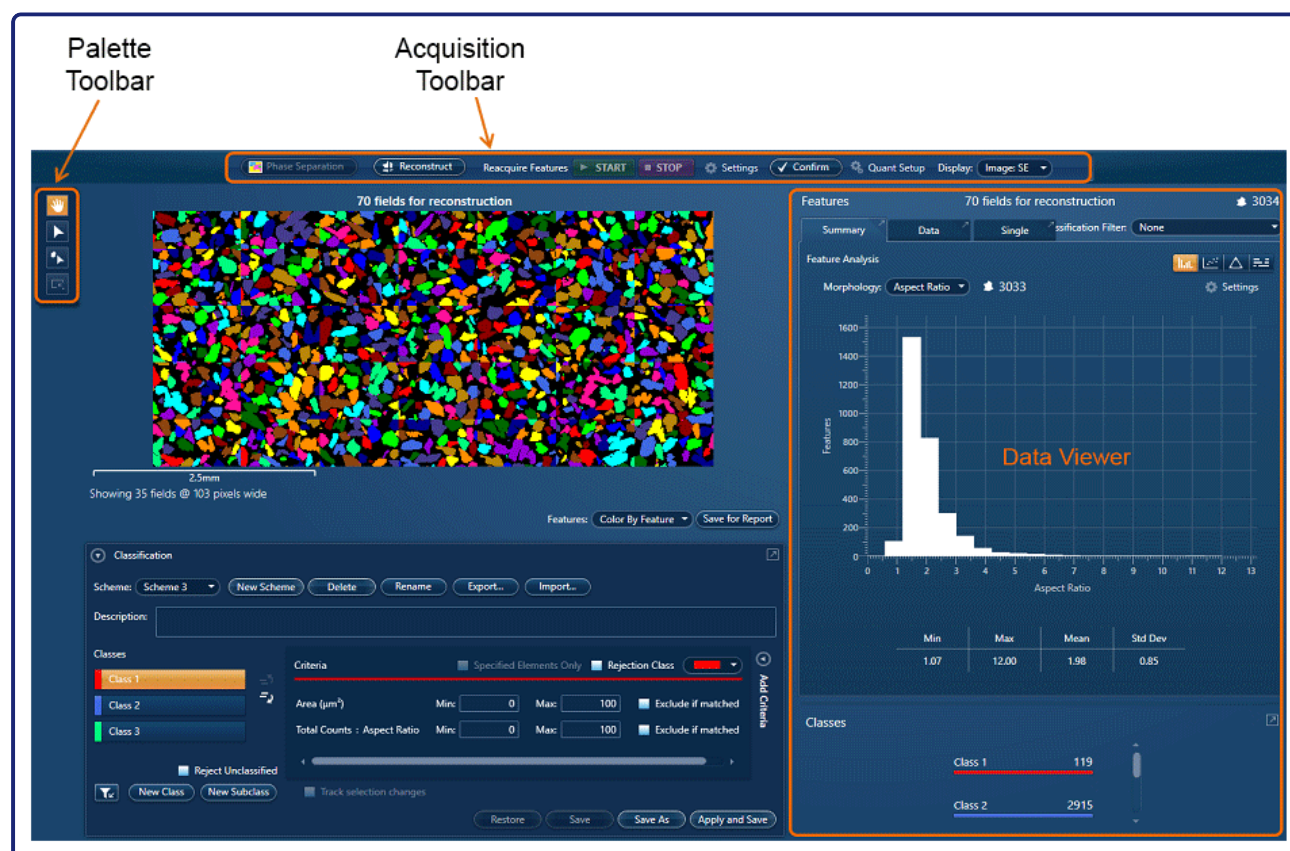 Palette
Toolbar
Acquisition
Toolbar
Phase Separation Reconstruct Reacquire Features START STOP Settings Confirm Quant Setup Display: Image: SE
70 fields for reconstruction
2.5mm
Showing 35 fields @ 103 pixels wide
Features: Color By Feature Save for Report
Classification
Scheme: Scheme 3 New Scheme Delete Rename Export... Import...
Description:
Classes
Class 1
Class 2
Class 3
Reject Unclassified
New Class New Subclass
Criteria Specified Elements Only Rejection Class
Area (µm²) Min: 0 Max: 100 Exclude if matched
Total Counts : Aspect Ratio Min: 0 Max: 100 Exclude if matched
Add Criteria
Track selection changes
Restore Save Save As Apply and Save
Features 70 fields for reconstruction 3034
Summary Data Single ssification Filter: None
Feature Analysis
Morphology: Aspect Ratio 3033 Settings
1600
1400
1200
1000
800
600
400
200
0
Features
Data Viewer
0 1 2 3 4 5 6 7 8 9 10 11 12 13
Aspect Ratio
Min Max Mean Std Dev
1.07 12.00 1.98 0.85
Classes
Class 1 119
Class 2 2915